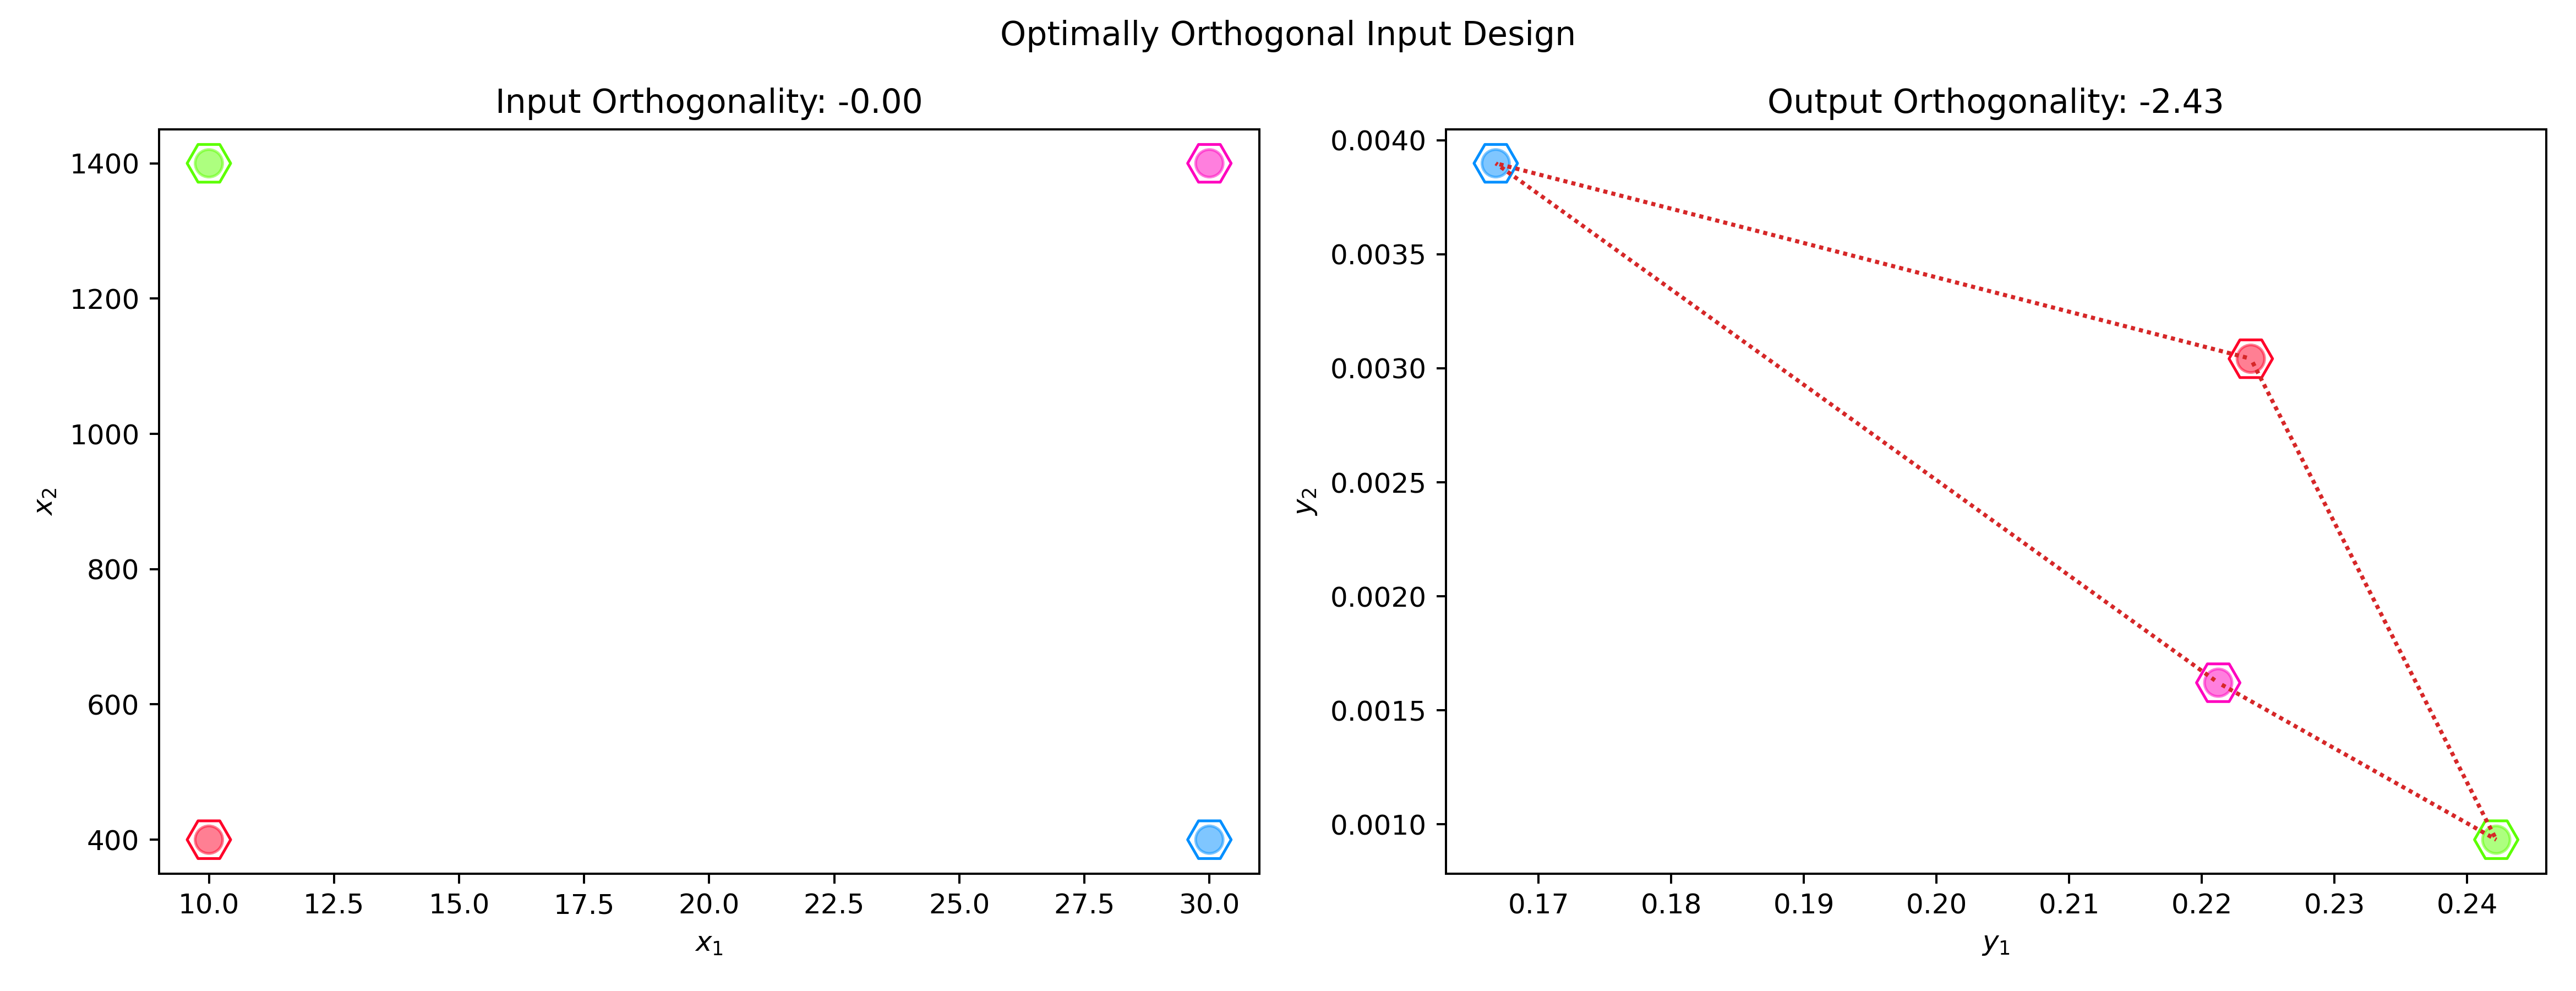 Optimally Orthogonal Input Design
Input Orthogonality: -0.00
1400
1200
1000
800
600
400
x₂
10.0 12.5 15.0 17.5 20.0 22.5 25.0 27.5 30.0
x₁
Output Orthogonality: -2.43
0.0040
0.0035
0.0030
0.0025
0.0020
0.0015
0.0010
y₂
0.17 0.18 0.19 0.20 0.21 0.22 0.23 0.24
y₁